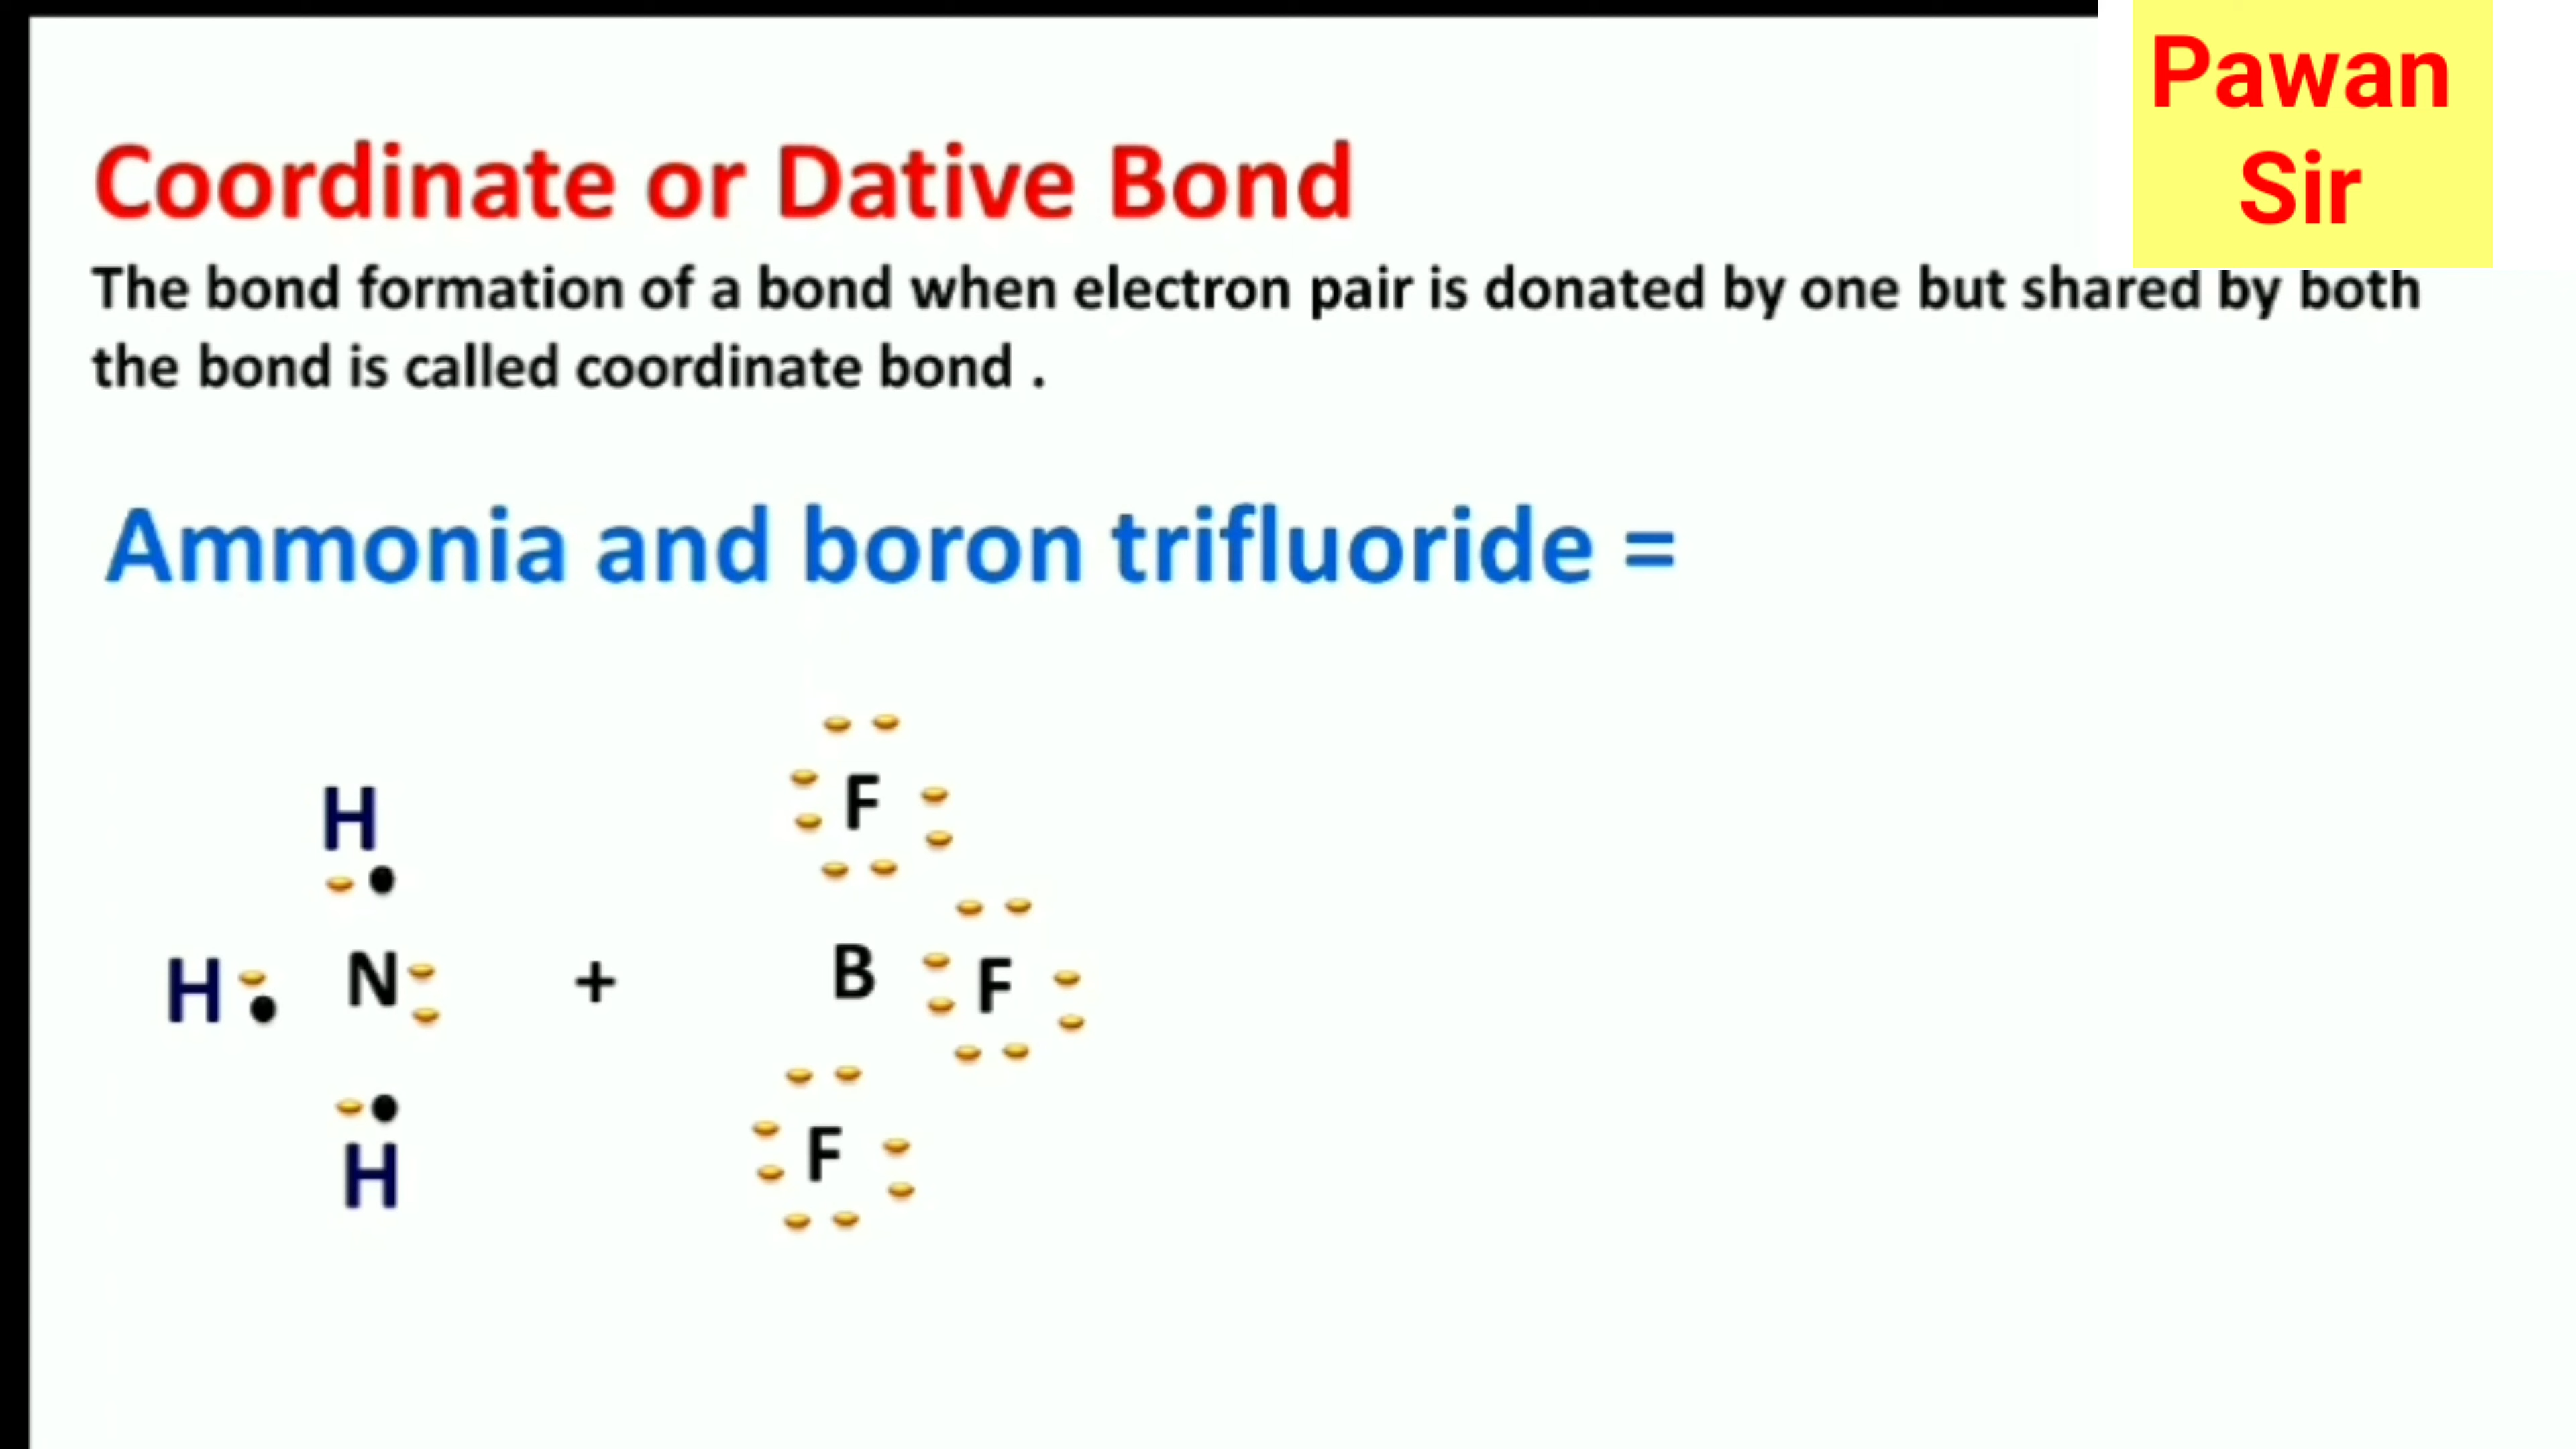 Pawan
Sir
Coordinate or Dative Bond
The bond formation of a bond when electron pair is donated by one but shared by both
the bond is called coordinate bond .
Ammonia and boron trifluoride =
F
H
H N + B F
F
H